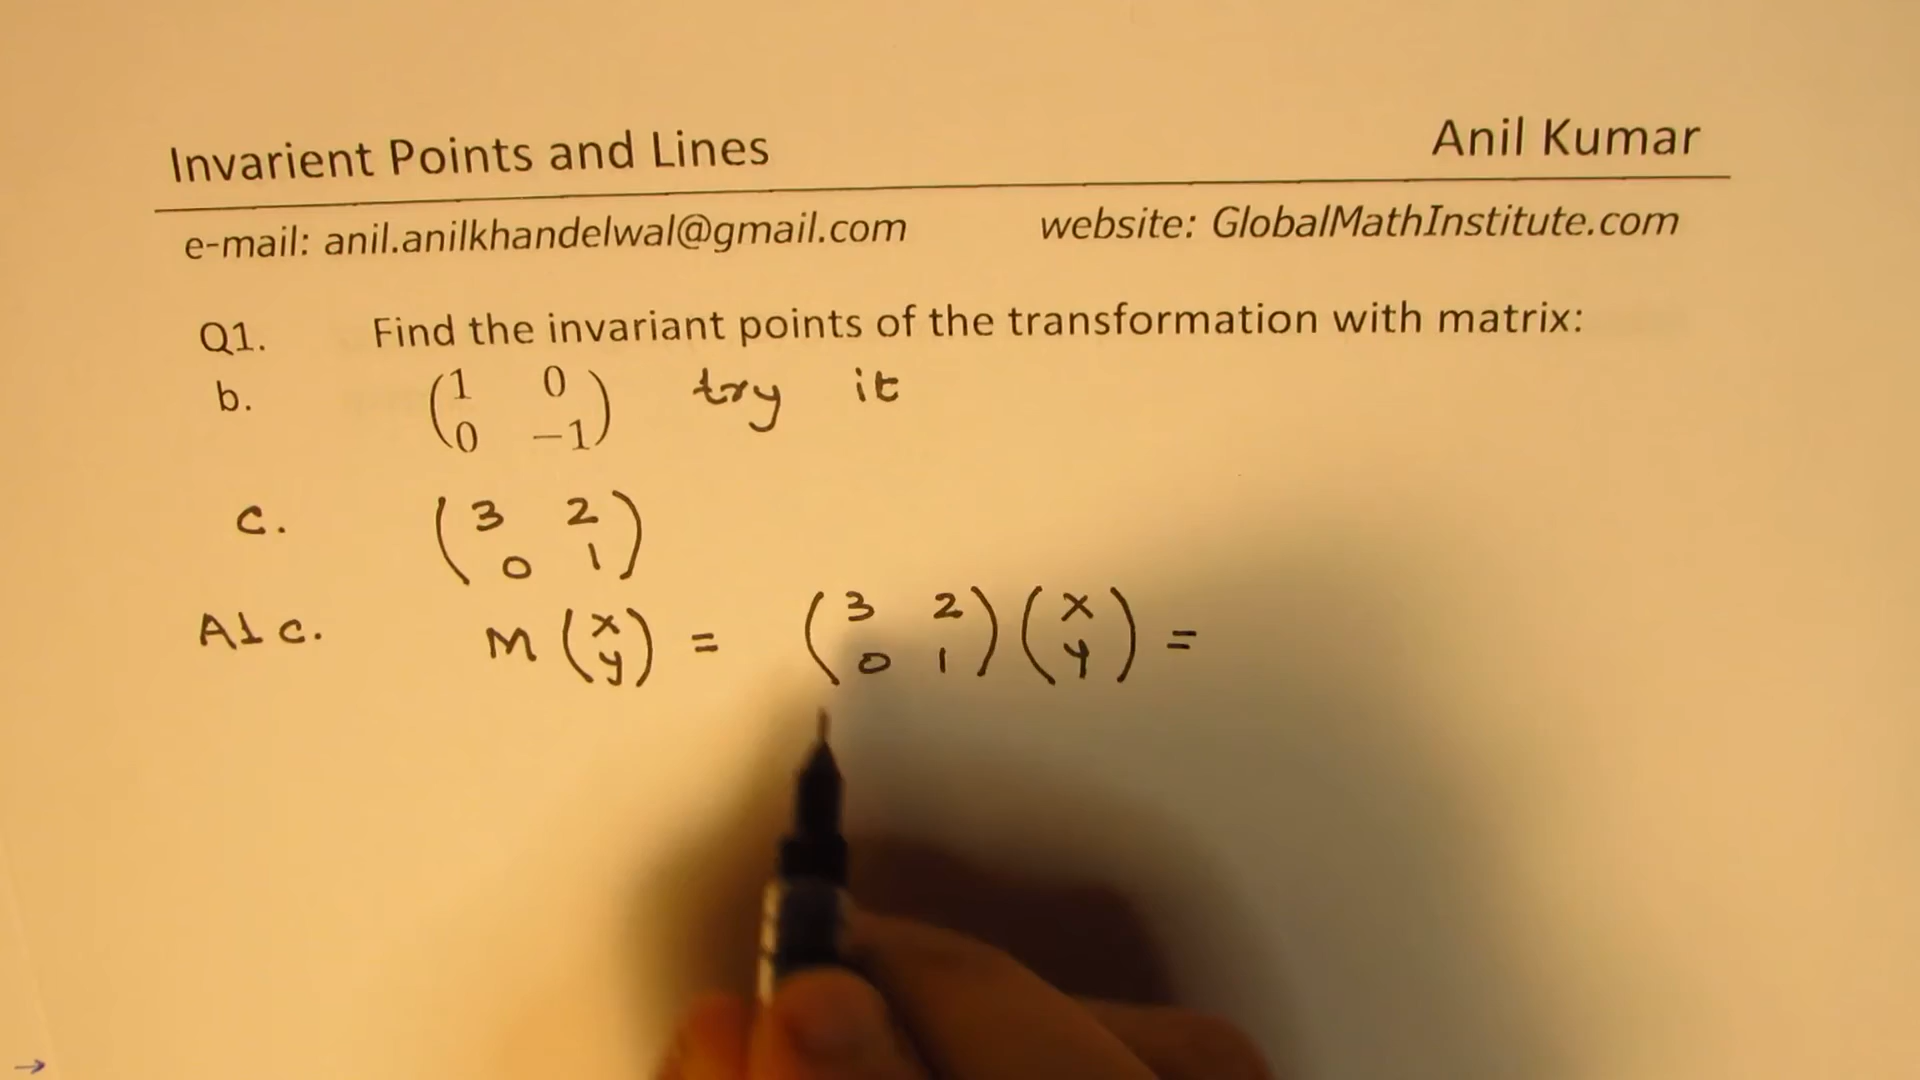 Invarient Points and Lines Anil Kumar
e-mail: anil.anilkhandelwal@gmail.com website: GlobalMathInstitute.com
Q1. Find the invariant points of the transformation with matrix:
b. (1 0
0 −1) try it
c. (3 2
0 1)
A1c. M (x
y) = (3 2
0 1) (x
y) =
→